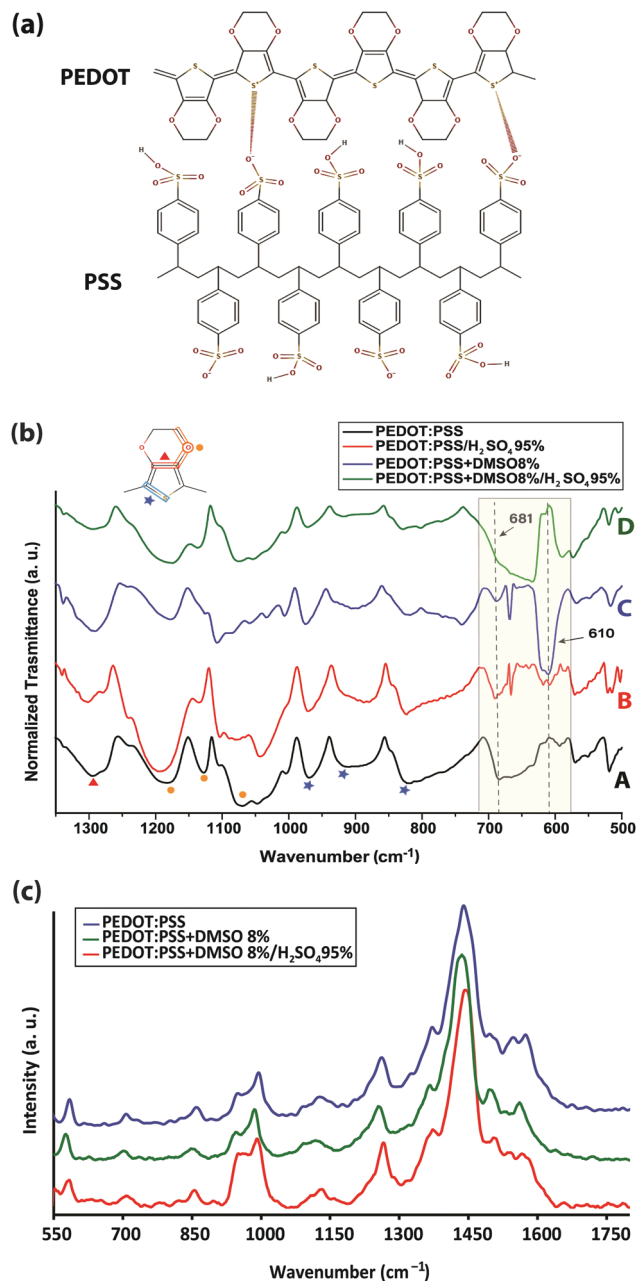 (a)
PEDOT
PSS
(b)
PEDOT:PSS
PEDOT:PSS/H₂SO₄ 95%
PEDOT:PSS+DMSO8%
PEDOT:PSS+DMSO8%/H₂SO₄ 95%
681
D
C
610
B
A
Normalized Trasmittance (a. u.)
1300 1200 1100 1000 900 800 700 600 500
Wavenumber (cm⁻¹)
(c)
PEDOT:PSS
PEDOT:PSS+DMSO 8%
PEDOT:PSS+DMSO 8%/H₂SO₄95%
Intensity (a. u.)
550 700 850 1000 1150 1300 1450 1600 1750
Wavenumber (cm⁻¹)